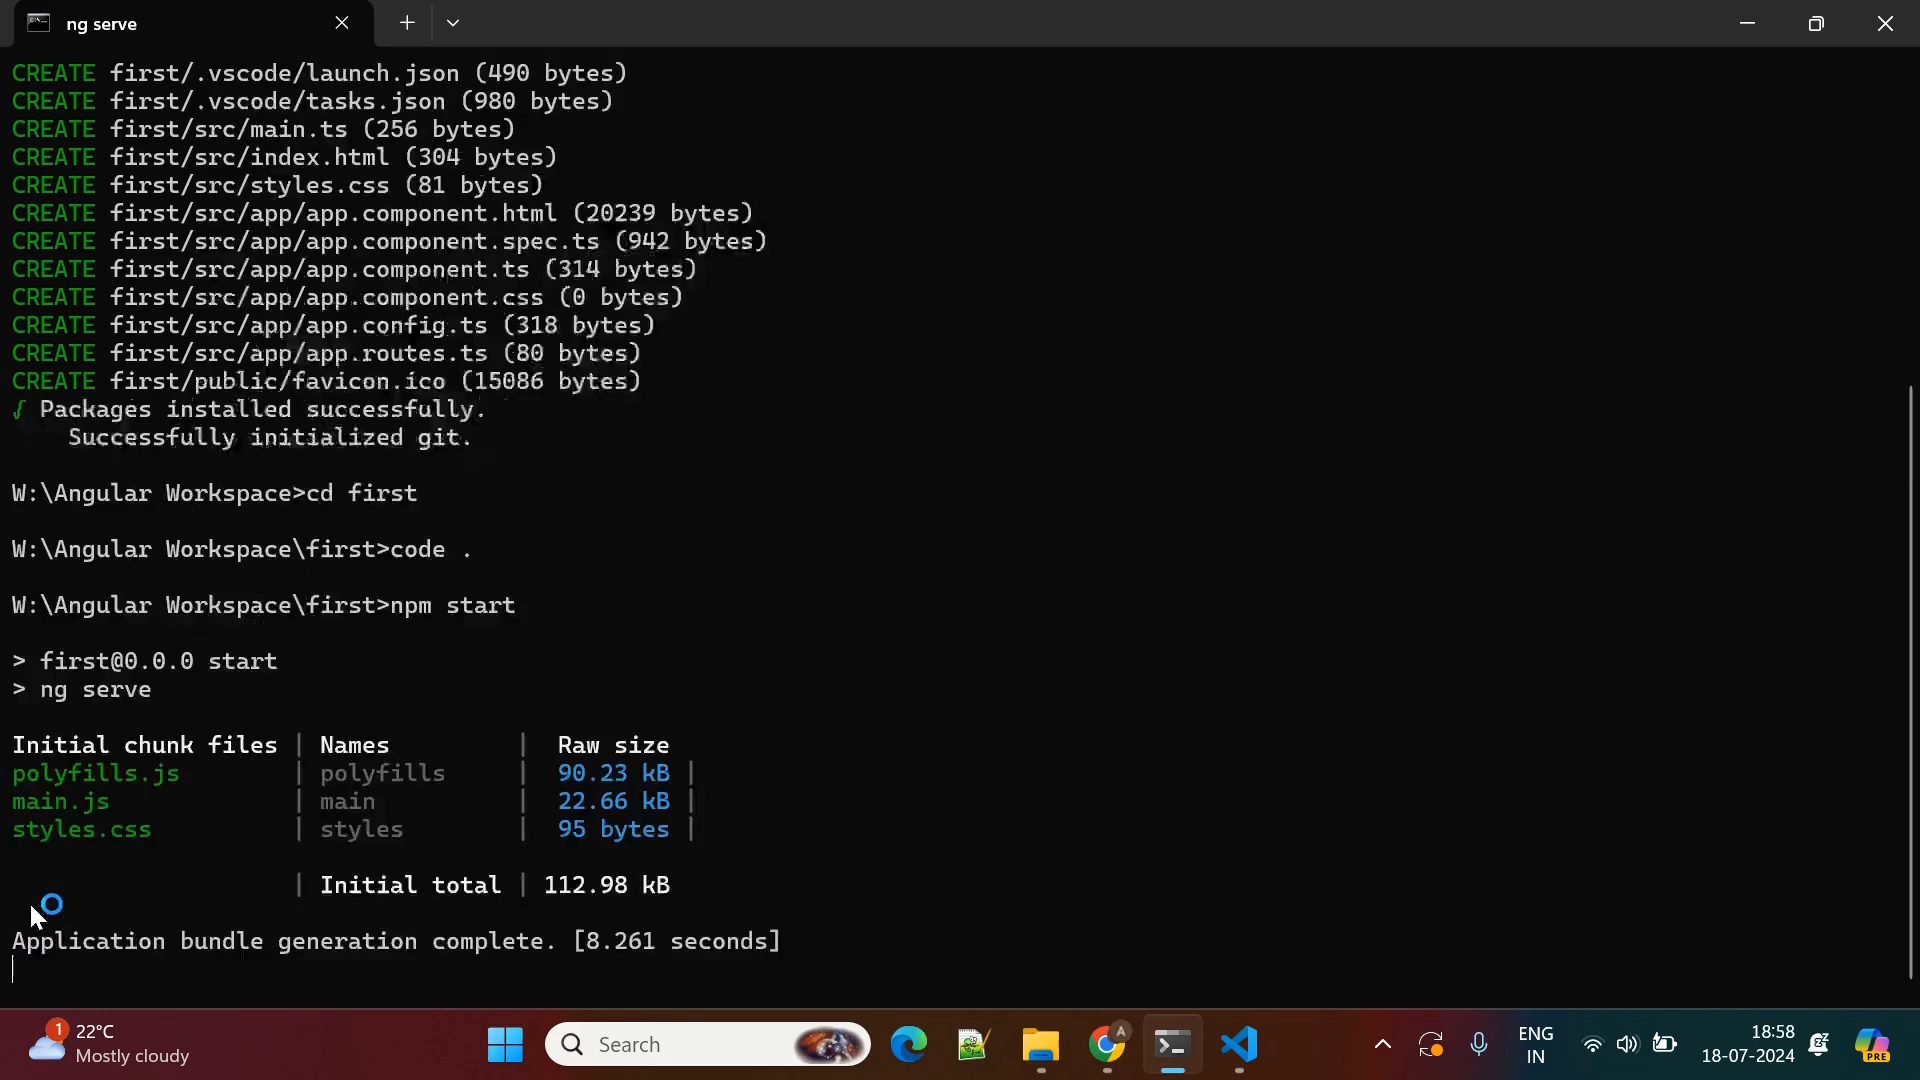 ng serve
CREATE first/.vscode/launch.json (490 bytes)
CREATE first/.vscode/tasks.json (980 bytes)
CREATE first/src/main.ts (256 bytes)
CREATE first/src/index.html (304 bytes)
CREATE first/src/styles.css (81 bytes)
CREATE first/src/app/app.component.html (20239 bytes)
CREATE first/src/app/app.component.spec.ts (942 bytes)
CREATE first/src/app/app.component.ts (314 bytes)
CREATE first/src/app/app.component.css (0 bytes)
CREATE first/src/app/app.config.ts (318 bytes)
CREATE first/src/app/app.routes.ts (80 bytes)
CREATE first/public/favicon.ico (15086 bytes)
√ Packages installed successfully.
Successfully initialized git.
W:\Angular Workspace>cd first
W:\Angular Workspace\first>code .
W:\Angular Workspace\first>npm start
> first@0.0.0 start
> ng serve
Initial chunk files | Names | Raw size
polyfills.js | polyfills | 90.23 kB |
main.js | main | 22.66 kB |
styles.css | styles | 95 bytes |
| Initial total | 112.98 kB
Application bundle generation complete. [8.261 seconds]
1
22°C
Mostly cloudy
Search
A
ENG
IN
18:58
18-07-2024
PRE